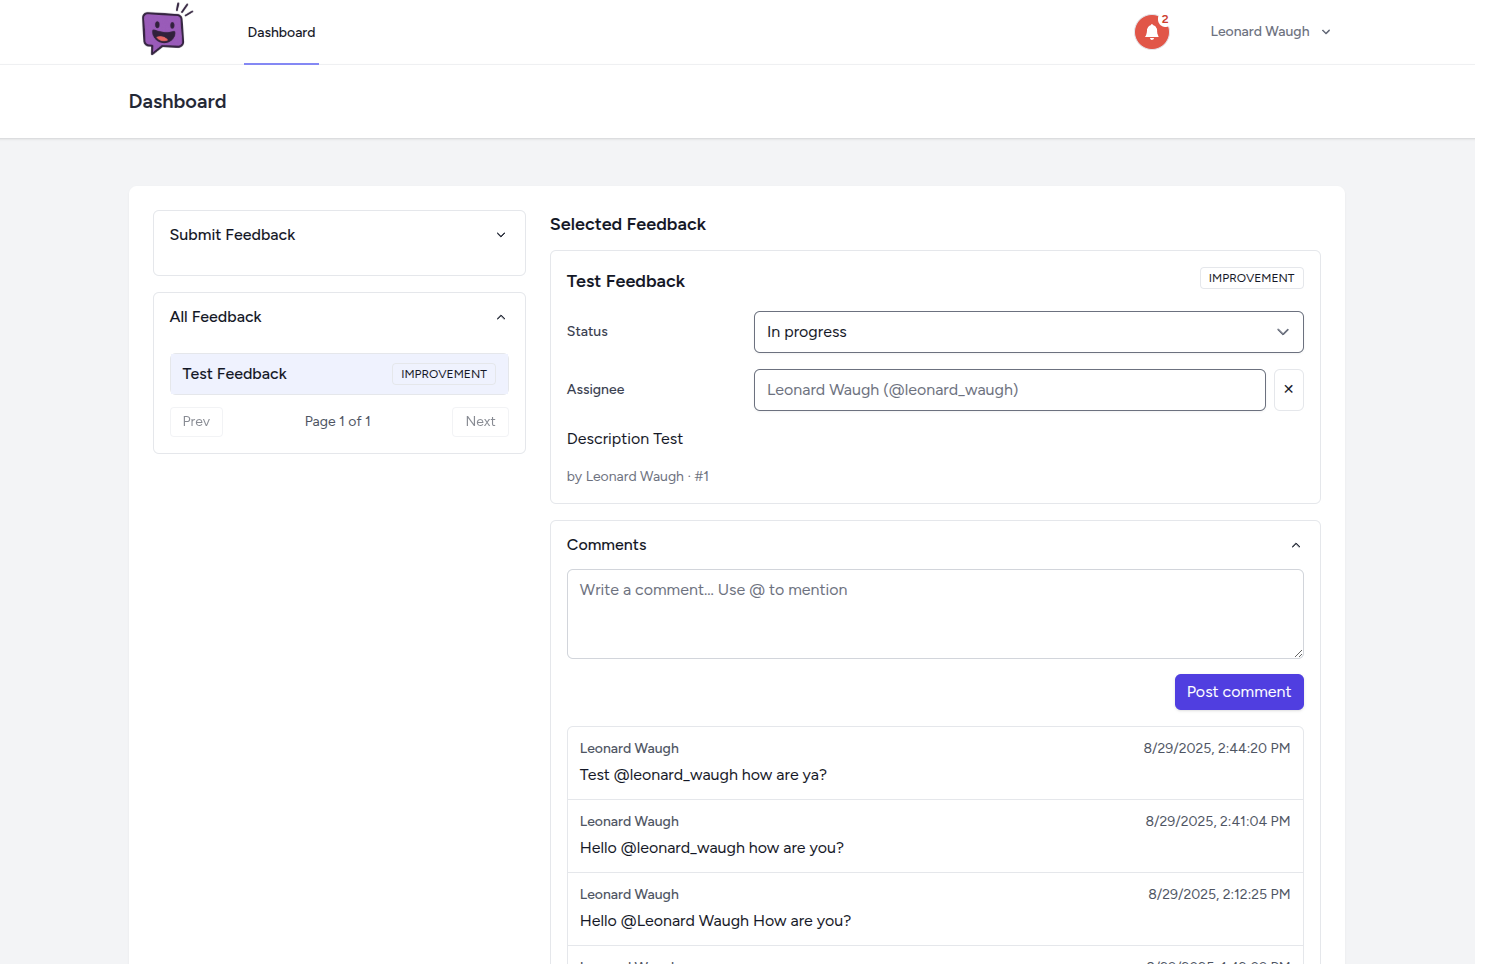 Dashboard
2
Leonard Waugh
Dashboard
Submit Feedback
All Feedback
Test Feedback
IMPROVEMENT
Prev
Page 1 of 1
Next
Selected Feedback
Test Feedback
IMPROVEMENT
Status
In progress
Assignee
Leonard Waugh (@leonard_waugh)
Description Test
by Leonard Waugh · #1
Comments
Write a comment... Use @ to mention
Post comment
Leonard Waugh
8/29/2025, 2:44:20 PM
Test @leonard_waugh how are ya?
Leonard Waugh
8/29/2025, 2:41:04 PM
Hello @leonard_waugh how are you?
Leonard Waugh
8/29/2025, 2:12:25 PM
Hello @Leonard Waugh How are you?